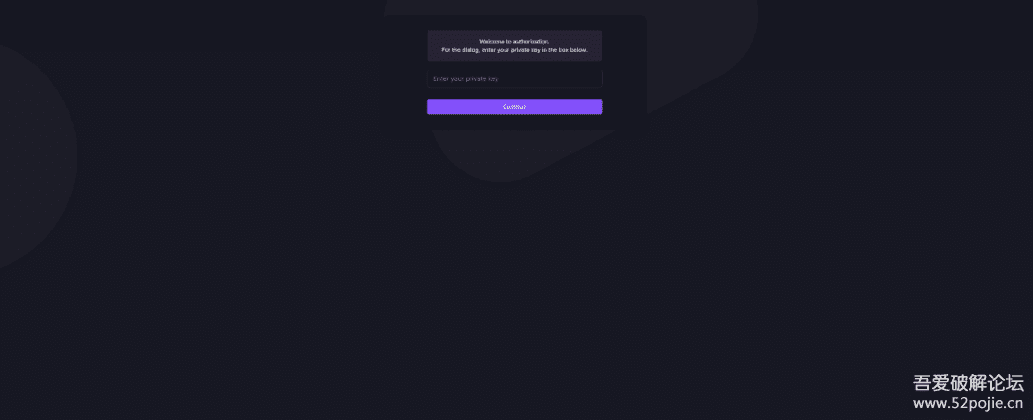 Welcome to authorization.
For the dialog, enter your private key in the box below.
Enter your private key
Continue
吾爱破解论坛
www.52pojie.cn